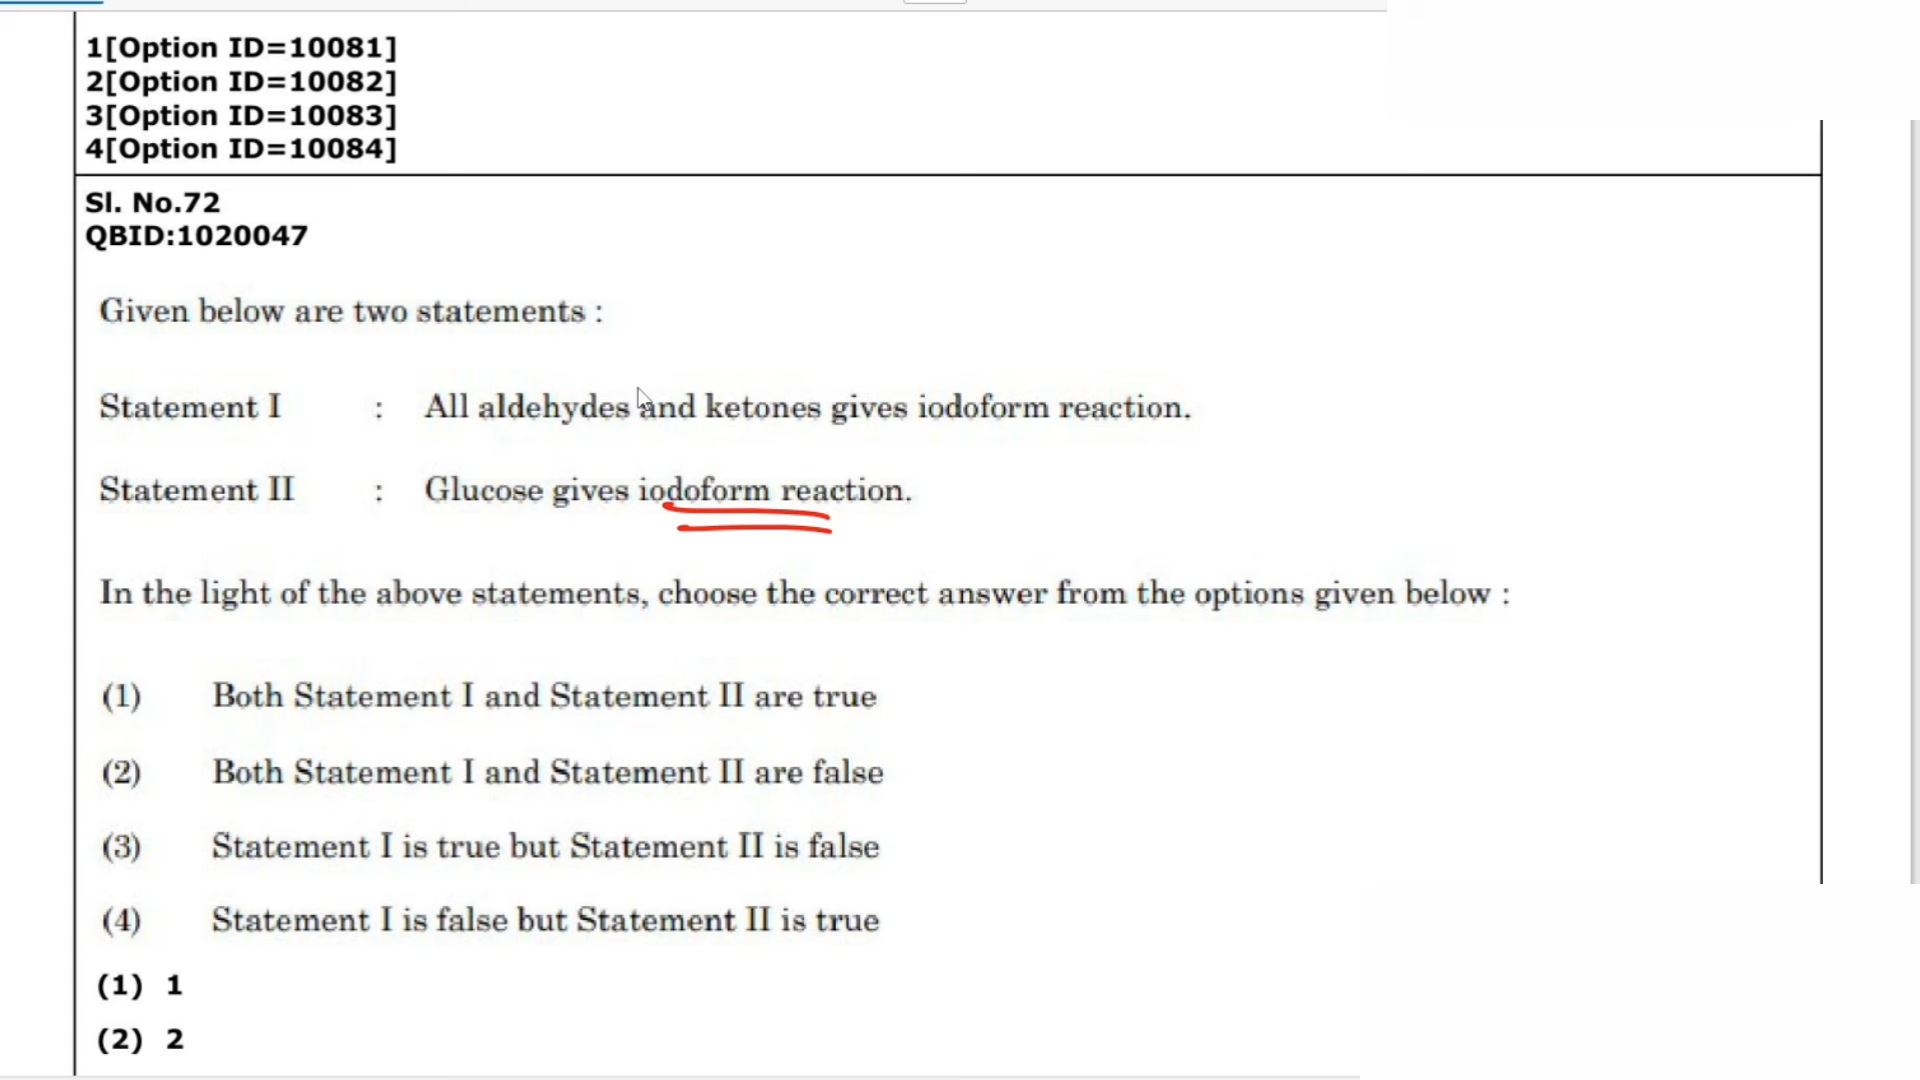 1[Option ID=10081]
2[Option ID=10082]
3[Option ID=10083]
4[Option ID=10084]
Sl. No.72
QBID:1020047
Given below are two statements :
Statement I : All aldehydes and ketones gives iodoform reaction.
Statement II : Glucose gives iodoform reaction.
In the light of the above statements, choose the correct answer from the options given below :
(1) Both Statement I and Statement II are true
(2) Both Statement I and Statement II are false
(3) Statement I is true but Statement II is false
(4) Statement I is false but Statement II is true
(1) 1
(2) 2